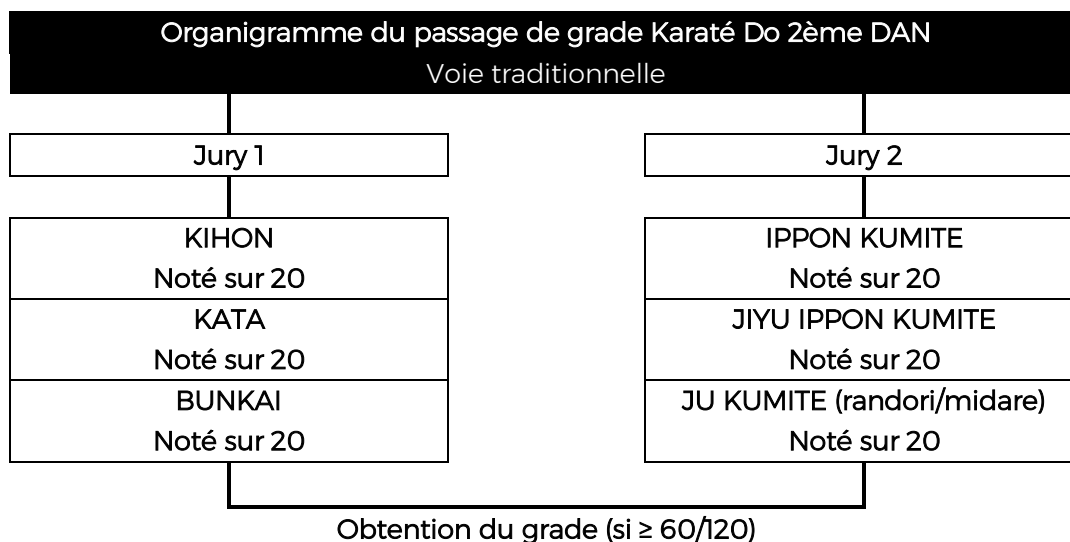 Organigramme du passage de grade Karaté Do 2ème DAN
Voie traditionnelle
Jury 1
KIHON
Noté sur 20
KATA
Noté sur 20
BUNKAI
Noté sur 20
Jury 2
IPPON KUMITE
Noté sur 20
JIYU IPPON KUMITE
Noté sur 20
JU KUMITE (randori/midare)
Noté sur 20
Obtention du grade (si ≥ 60/120)